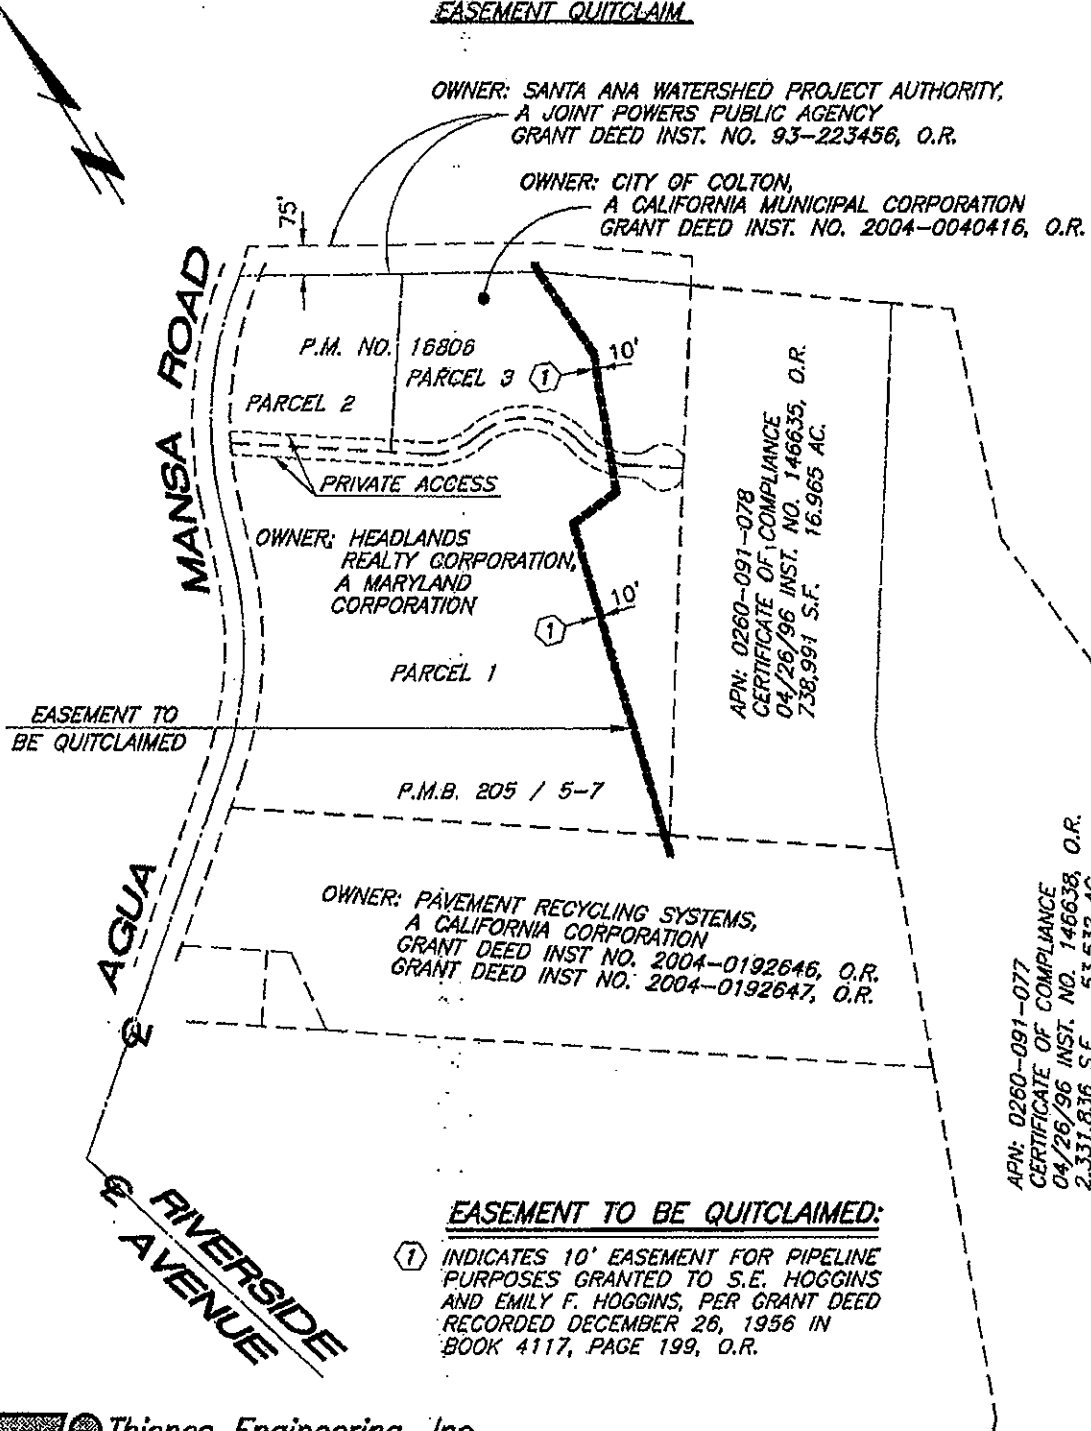 EASEMENT QUITCLAIM
OWNER: SANTA ANA WATERSHED PROJECT AUTHORITY,
A JOINT POWERS PUBLIC AGENCY
GRANT DEED INST. NO. 93-223456, O.R.
OWNER: CITY OF COLTON,
A CALIFORNIA MUNICIPAL CORPORATION
GRANT DEED INST. NO. 2004-0040416, O.R.
75'
AGUA MANSA ROAD
P.M. NO. 16806
PARCEL 3
1
10'
PARCEL 2
PRIVATE ACCESS
OWNER: HEADLANDS
REALTY CORPORATION,
A MARYLAND
CORPORATION
1
10'
PARCEL 1
APN: 0260-091-078
CERTIFICATE OF COMPLIANCE
04/26/96 INST. NO. 146635, O.R.
738,991 S.F. 16.965 AC.
EASEMENT TO
BE QUITCLAIMED
P.M.B. 205 / 5-7
OWNER: PAVEMENT RECYCLING SYSTEMS,
A CALIFORNIA CORPORATION
GRANT DEED INST NO. 2004-0192646, O.R.
GRANT DEED INST NO. 2004-0192647, O.R.
APN: 0260-091-077
CERTIFICATE OF COMPLIANCE
04/26/96 INST. NO. 146638, O.R.
2,331,836 S.F.
RIVERSIDE
AVENUE
EASEMENT TO BE QUITCLAIMED:
1 INDICATES 10' EASEMENT FOR PIPELINE
PURPOSES GRANTED TO S.E. HOGGINS
AND EMILY F. HOGGINS, PER GRANT DEED
RECORDED DECEMBER 26, 1956 IN
BOOK 4117, PAGE 199, O.R.
Engineering, Inc.